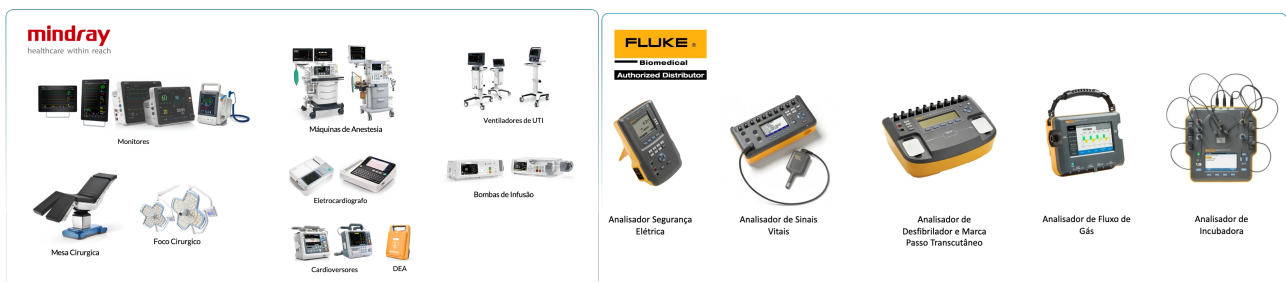 mindray
healthcare within reach
Monitores
Máquinas de Anestesia
Ventiladores de UTI
Eletrocardiografo
Bombas de Infusão
Mesa Cirurgica
Foco Cirurgico
Cardioversores
DEA
FLUKE ®
Biomedical
Authorized Distributor
Analisador Segurança
Elétrica
Analisador de Sinais
Vitais
Analisador de
Desfibrilador e Marca
Passo Transcutâneo
Analisador de Fluxo de
Gás
Analisador de
Incubadora